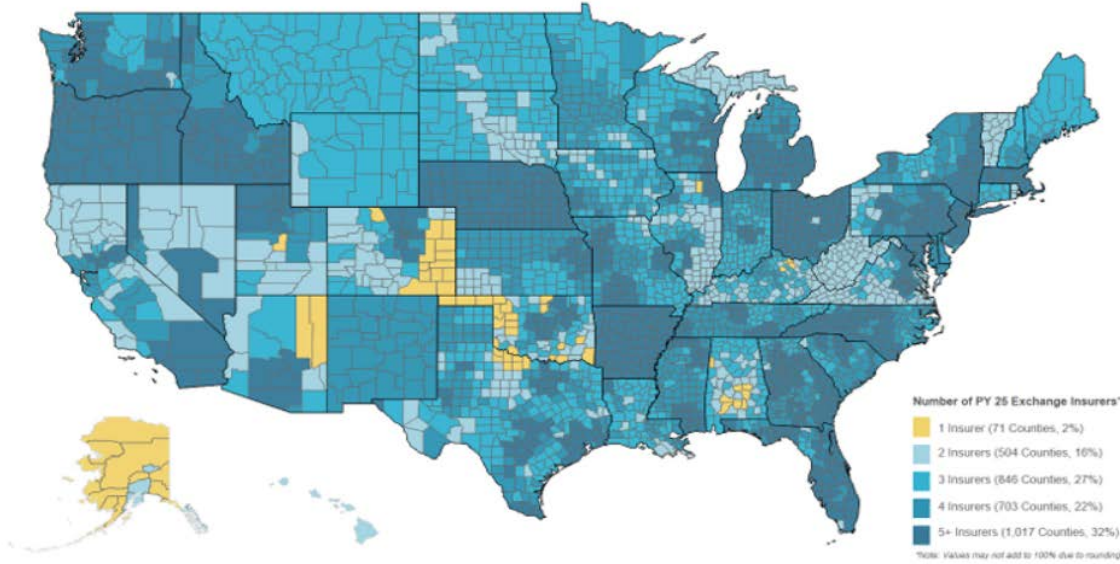 Number of PY 25 Exchange Insurers*
1 Insurer (71 Counties, 2%)
2 Insurers (504 Counties, 16%)
3 Insurers (846 Counties, 27%)
4 Insurers (703 Counties, 22%)
5+ Insurers (1,017 Counties, 32%)
*Note: Values may not add to 100% due to rounding